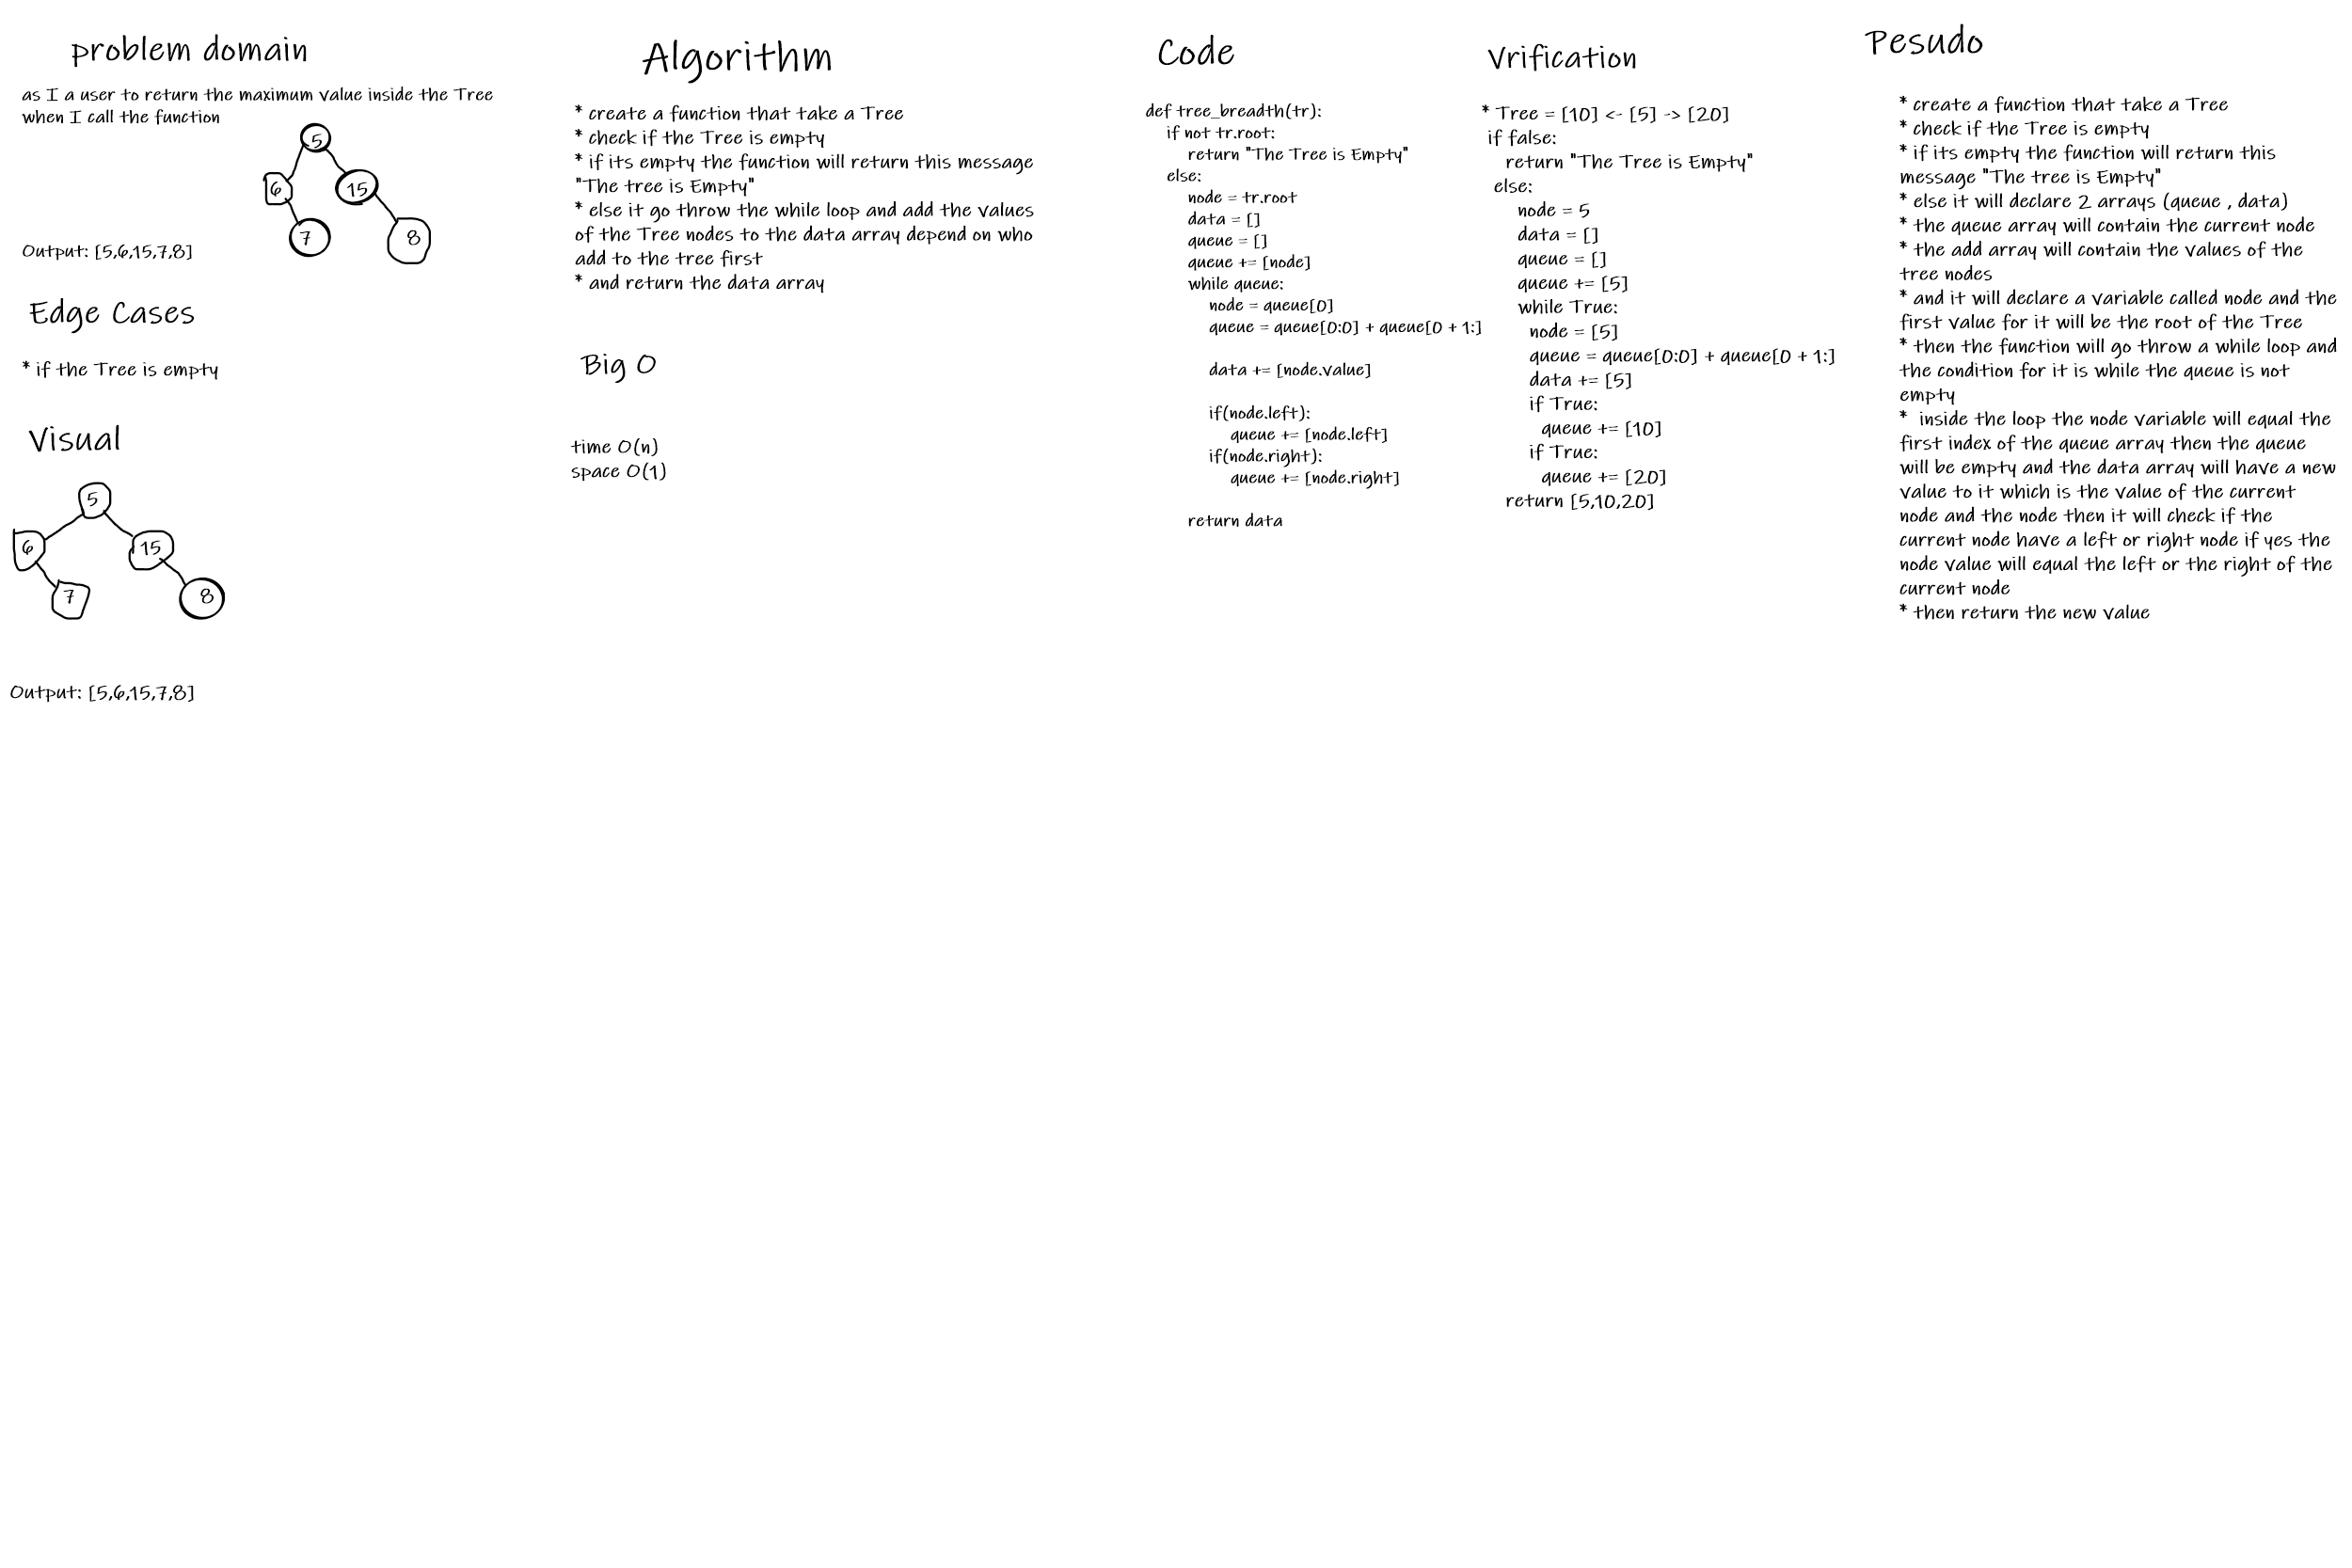 problem domain
as I a user to return the maximum value inside the Tree
when I call the function
5
6
15
7
8
Output: [5,6,15,7,8]
Edge Cases
* if the Tree is empty
Visual
5
6
15
7
8
Output: [5,6,15,7,8]
Algorithm
* create a function that take a Tree
* check if the Tree is empty
* if its empty the function will return this message
"The tree is Empty"
* else it go throw the while loop and add the values
of the Tree nodes to the data array depend on who
add to the tree first
* and return the data array
Big O
time O(n)
space O(1)
Code
def tree_breadth(tr):
if not tr.root:
return "The Tree is Empty"
else:
node = tr.root
data = []
queue = []
queue += [node]
while queue:
node = queue[0]
queue = queue[0:0] + queue[0 + 1:]
data += [node.value]
if(node.left):
queue += [node.left]
if(node.right):
queue += [node.right]
return data
Vrification
* Tree = [10] <- [5] -> [20]
if false:
return "The Tree is Empty"
else:
node = 5
data = []
queue = []
queue += [5]
while True:
node = [5]
queue = queue[0:0] + queue[0 + 1:]
data += [5]
if True:
queue += [10]
if True:
queue += [20]
return [5,10,20]
Pesudo
* create a function that take a Tree
* check if the Tree is empty
* if its empty the function will return this
message "The tree is Empty"
* else it will declare 2 arrays (queue , data)
* the queue array will contain the current node
* the add array will contain the values of the
tree nodes
* and it will declare a variable called node and the
first value for it will be the root of the Tree
* then the function will go throw a while loop and
the condition for it is while the queue is not
empty
* inside the loop the node variable will equal the
first index of the queue array then the queue
will be empty and the data array will have a new
value to it which is the value of the current
node and the node then it will check if the
current node have a left or right node if yes the
node value will equal the left or the right of the
current node
* then return the new value